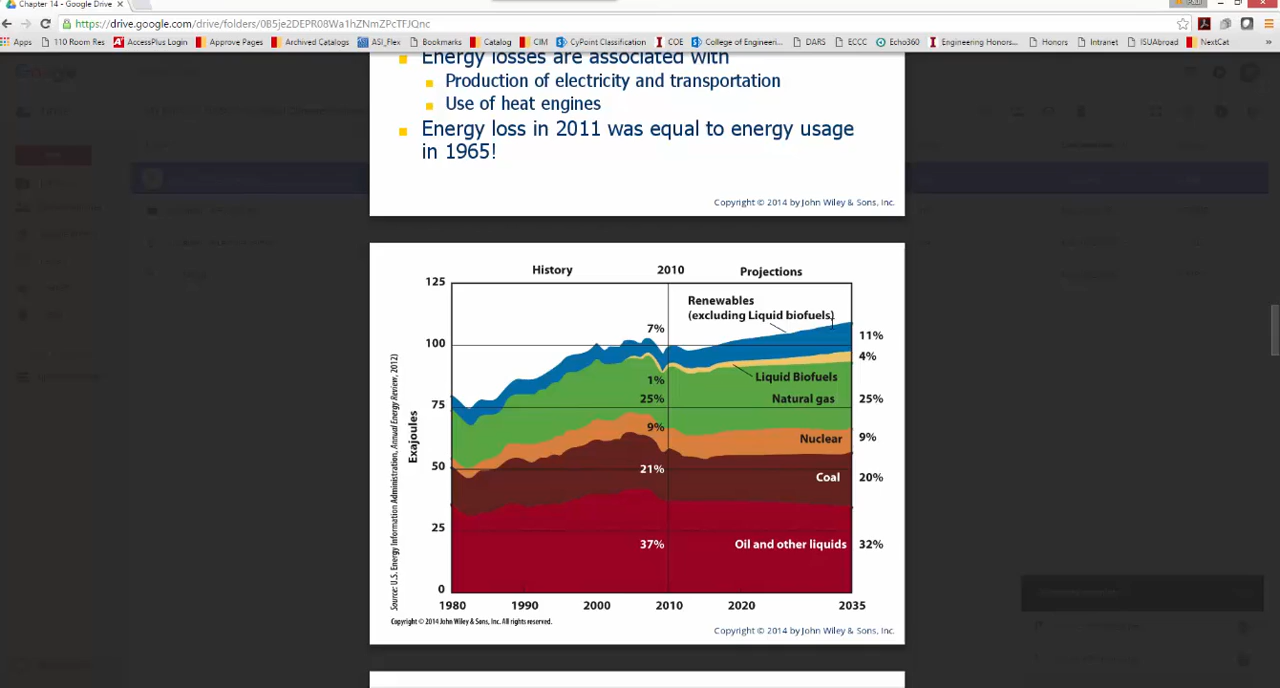 Chapter 14 - Google Drive
https://drive.google.com/drive/folders/0B5je2DEPR08Wa1hZNmZPcTFJQnc
Apps 110 Room Res AccessPlus Login Approve Pages Archived Catalogs ASI_Flex Bookmarks Catalog CIM CyPoint Classification COE College of Engineeri... DARS ECCC Echo360 Engineering Honors... Honors Intranet ISUAbroad NextCat »
Energy losses are associated with
Production of electricity and transportation
Use of heat engines
Energy loss in 2011 was equal to energy usage
in 1965!
Copyright © 2014 by John Wiley & Sons, Inc.
History 2010 Projections
125
Renewables
(excluding Liquid biofuels)
7%
11%
100
4%
1%
Liquid Biofuels
25%
Natural gas
25%
75
9%
Nuclear
9%
50
21%
Coal
20%
25
37%
Oil and other liquids
32%
0
Exajoules
Source: U.S. Energy Information Administration, Annual Energy Review, 2012)
1980 1990 2000 2010 2020 2035
Copyright © 2014 John Wiley & Sons, Inc. All rights reserved.
Copyright © 2014 by John Wiley & Sons, Inc.